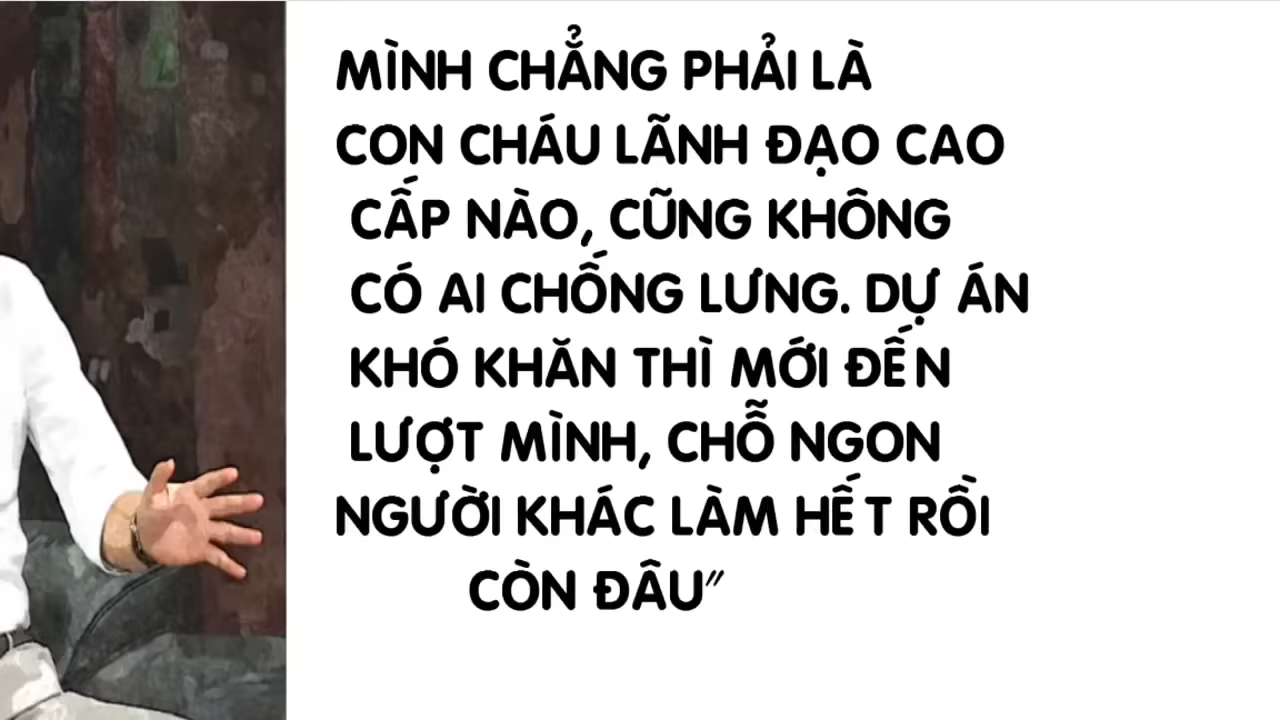 MÌNH CHẲNG PHẢI LÀ
CON CHÁU LÃNH ĐẠO CAO
CẤP NÀO, CŨNG KHÔNG
CÓ AI CHỐNG LƯNG. DỰ ÁN
KHÓ KHĂN THÌ MỚI ĐẾN
LƯỢT MÌNH, CHỖ NGON
NGƯỜI KHÁC LÀM HẾT RỒI
CÒN ĐÂU”